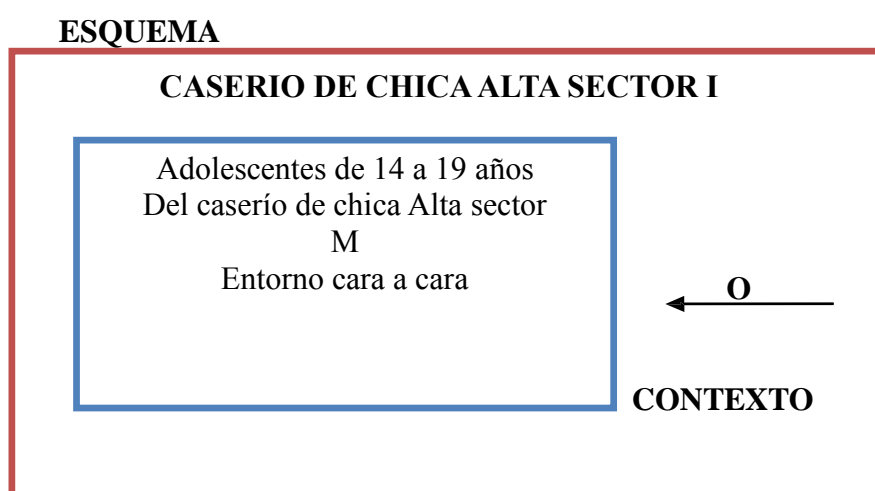 ESQUEMA
CASERIO DE CHICA ALTA SECTOR I
Adolescentes de 14 a 19 años
Del caserío de chica Alta sector
M
Entorno cara a cara
O
CONTEXTO